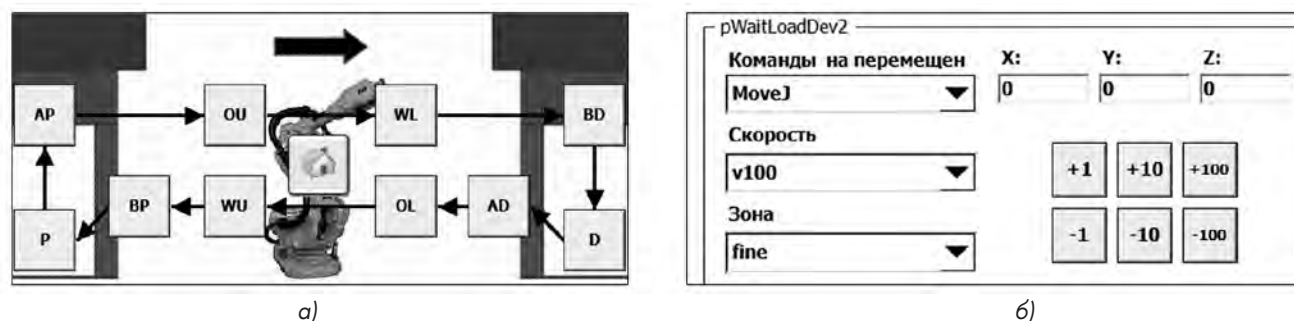 AP
OU
WL
BD
P
BP
WU
OL
AD
D
а)
pWaitLoadDev2
Команды на перемещен
MoveJ
X:
Y:
Z:
0
0
0
Скорость
v100
+1
+10
+100
Зона
fine
-1
-10
-100
б)